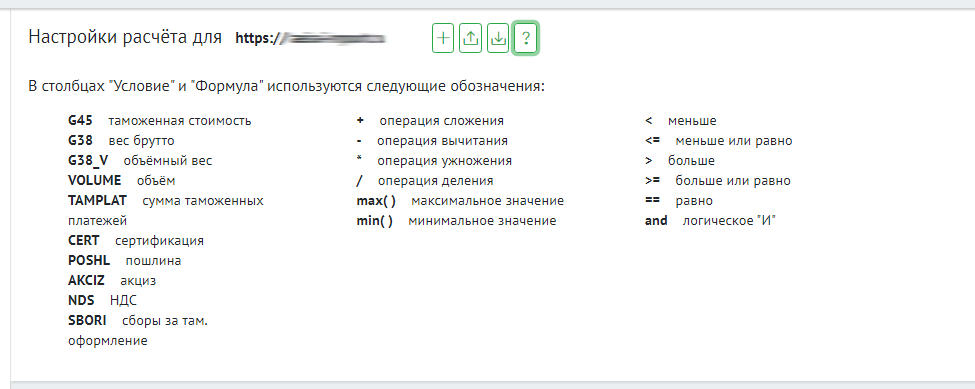 Настройки расчёта для https://
?
В столбцах "Условие" и "Формула" используются следующие обозначения:
G45 таможенная стоимость
G38 вес брутто
G38_V объёмный вес
VOLUME объём
TAMPLAT сумма таможенных
платежей
CERT сертификация
POSHL пошлина
AKCIZ акциз
NDS НДС
SBORI сборы за там.
оформление
+ операция сложения
- операция вычитания
* операция ужножения
/ операция деления
max( ) максимальное значение
min( ) минимальное значение
< меньше
<= меньше или равно
> больше
>= больше или равно
== равно
and логическое "И"